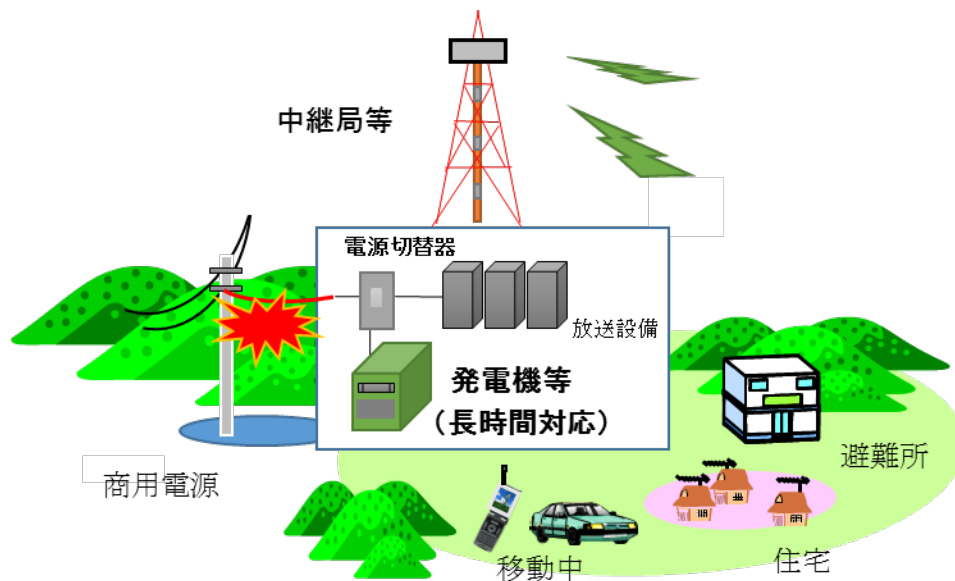 中継局等
電源切替器
放送設備
発電機等
（長時間対応）
商用電源
避難所
移動中
住宅